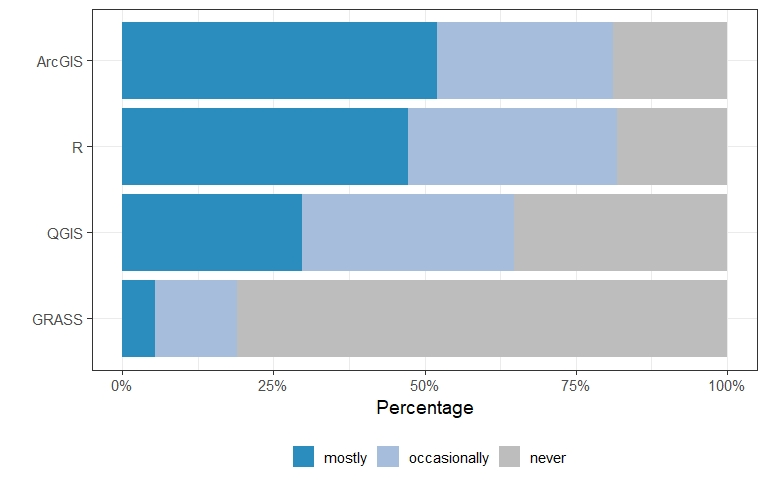 ArcGIS
R
QGIS
GRASS
0% 25% 50% 75% 100%
Percentage
mostly occasionally never